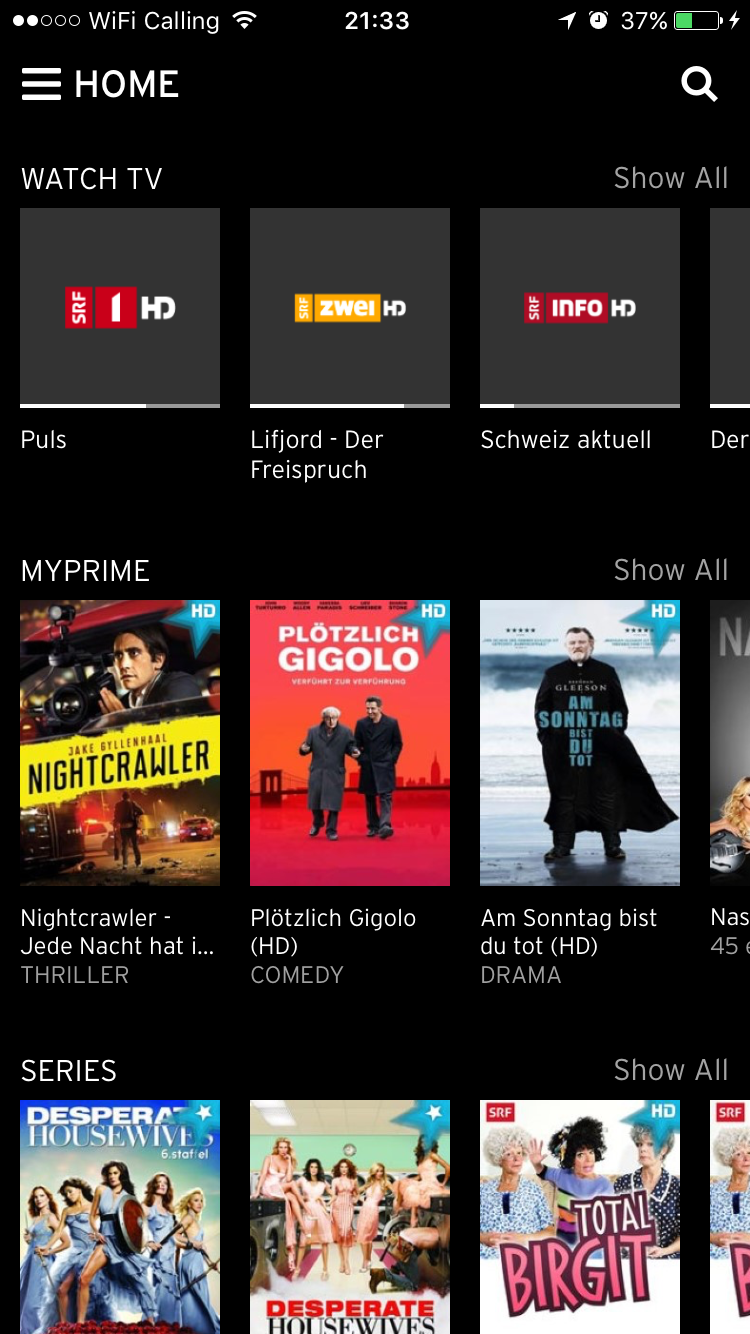 WiFi Calling 21:33 37%
HOME
WATCH TV Show All
SRF 1 HD
SRF zwei HD
SRF INFO HD
Puls
Lifjord - Der
Freispruch
Schweiz aktuell
Der
MYPRIME Show All
HD
JAKE GYLLENHAAL
NIGHTCRAWLER
HD
PLÖTZLICH
GIGOLO
VERFÜHRT ZUR VERFÜHRUNG
HD
BRENDAN
GLEESON
AM
SONNTAG
BIST
DU
TOT
NA
Nightcrawler -
Jede Nacht hat i...
THRILLER
Plötzlich Gigolo
(HD)
COMEDY
Am Sonntag bist
du tot (HD)
DRAMA
Nas
45 e
SERIES Show All
DESPERAT
HOUSEWIVES
6.staffel
DESPERATE
HOUSEWIVES
SRF HD
TOTAL
BIRGIT
SRF
B